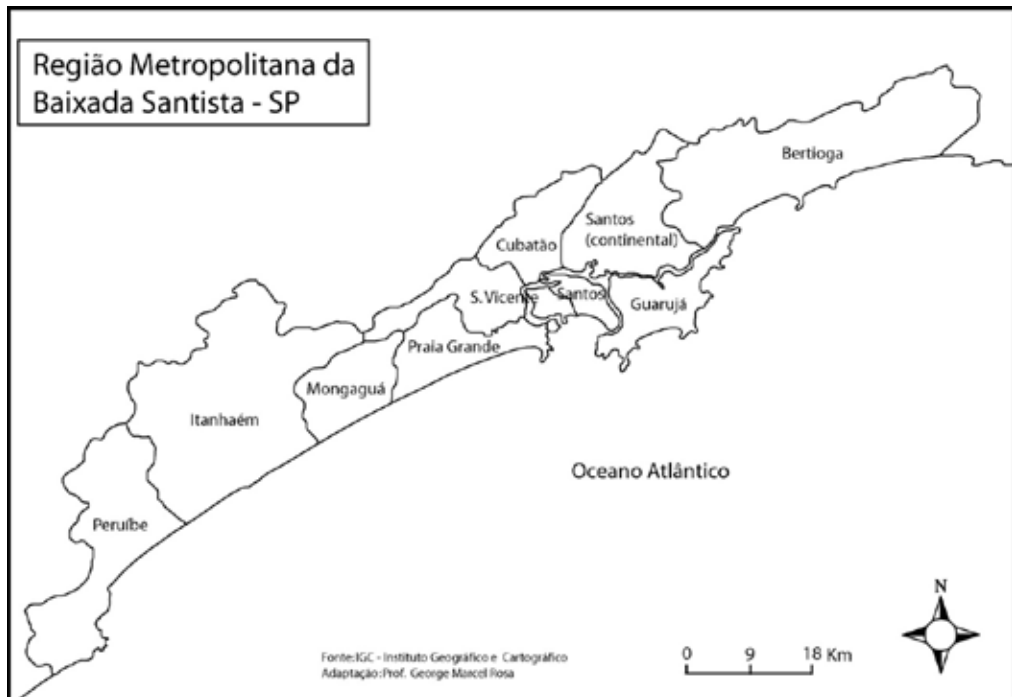 Região Metropolitana da
Baixada Santista - SP
Bertioga
Santos
(continental)
Cubatão
S. Vicente
Santos
Guarujá
Praia Grande
Mongaguá
Itanhaém
Oceano Atlântico
Peruíbe
N
Fonte:IGC - Instituto Geográfico e Cartográfico
Adaptação:Prof. George Marcel Rosa
0 9 18 Km